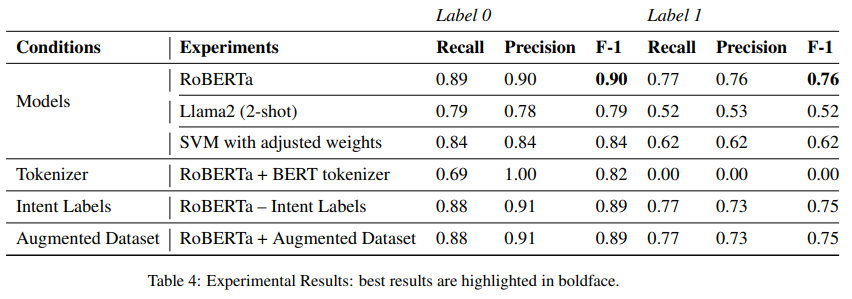 Label 0 Label 1
Conditions Experiments Recall Precision F-1 Recall Precision F-1
Models
RoBERTa 0.89 0.90 0.90 0.77 0.76 0.76
Llama2 (2-shot) 0.79 0.78 0.79 0.52 0.53 0.52
SVM with adjusted weights 0.84 0.84 0.84 0.62 0.62 0.62
Tokenizer RoBERTa + BERT tokenizer 0.69 1.00 0.82 0.00 0.00 0.00
Intent Labels RoBERTa – Intent Labels 0.88 0.91 0.89 0.77 0.73 0.75
Augmented Dataset RoBERTa + Augmented Dataset 0.88 0.91 0.89 0.77 0.73 0.75
Table 4: Experimental Results: best results are highlighted in boldface.